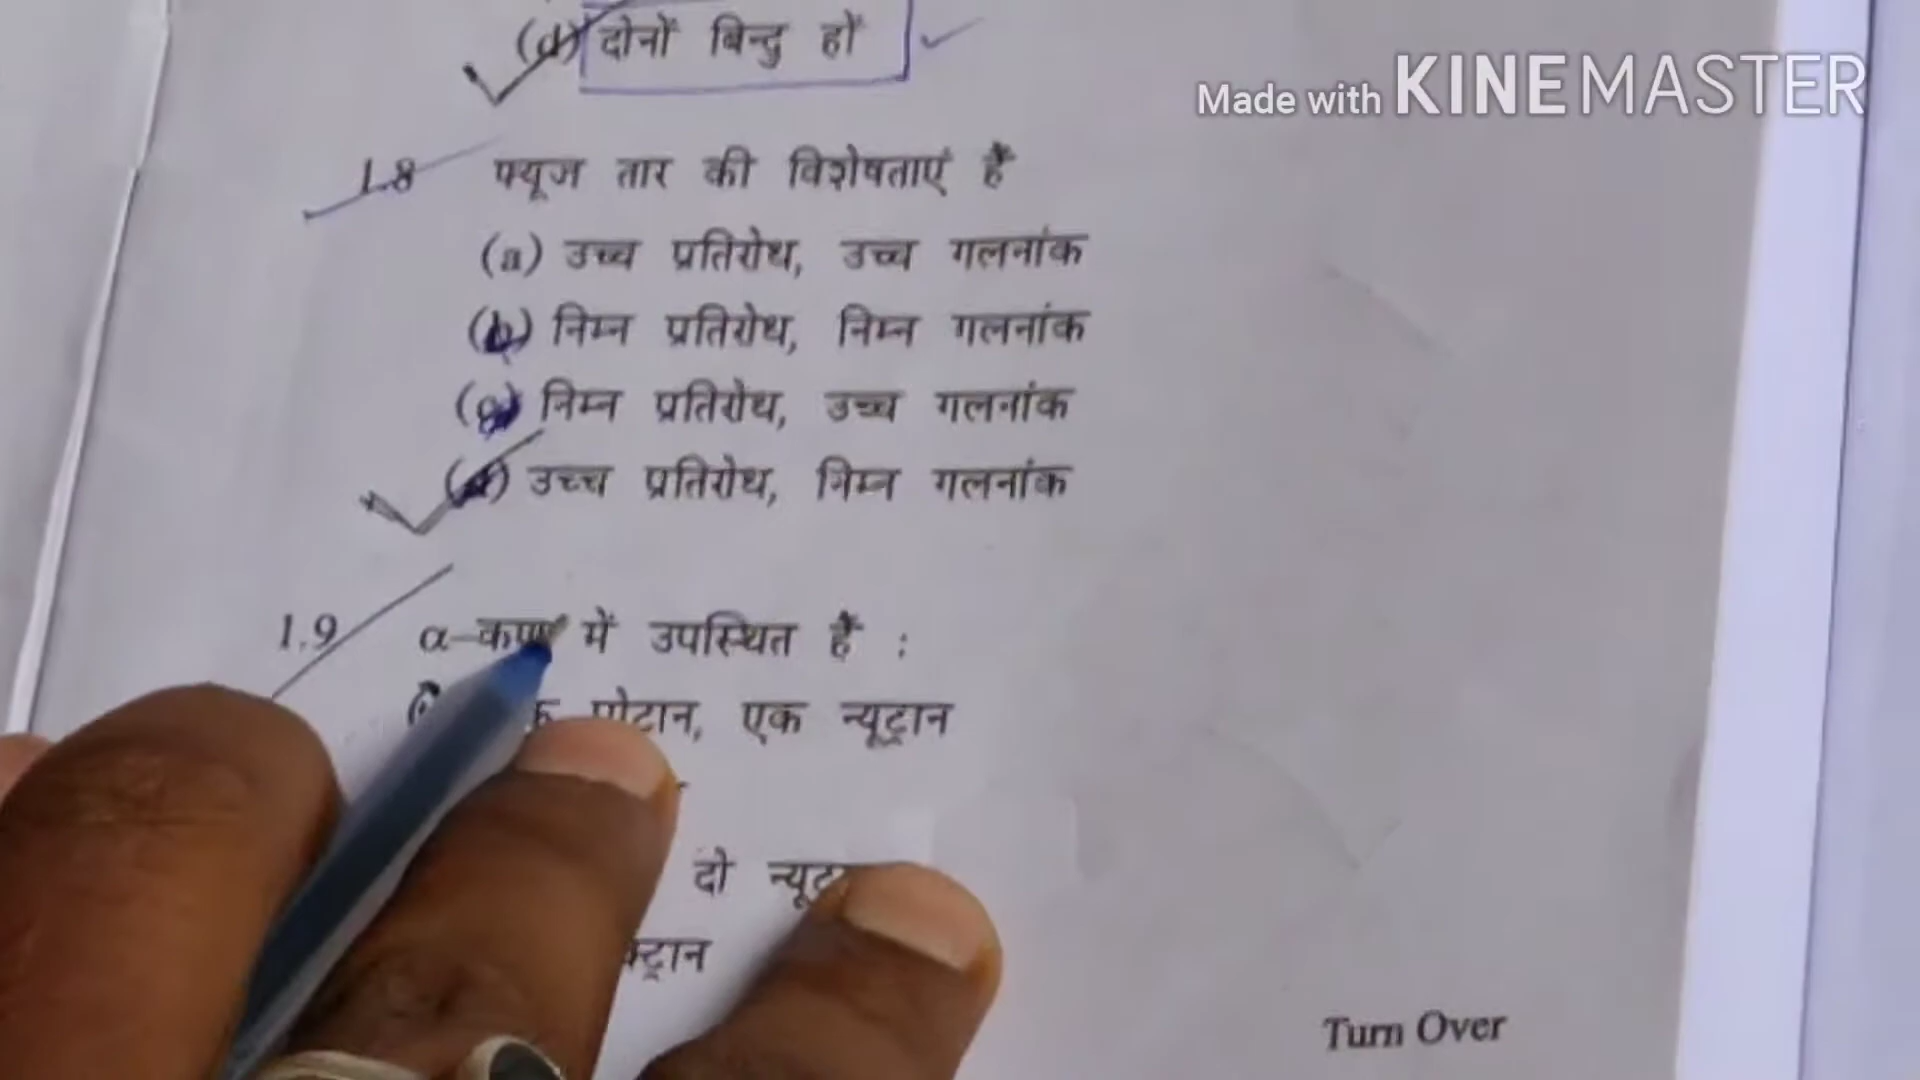 (d) दोनों बिन्दु हों
Made with KINEMASTER
1.8 फ्यूज तार की विशेषताएं हैं
(a) उच्च प्रतिरोध, उच्च गलनांक
(b) निम्न प्रतिरोध, निम्न गलनांक
(c) निम्न प्रतिरोध, उच्च गलनांक
(d) उच्च प्रतिरोध, निम्न गलनांक
1.9 α-कण में उपस्थित हैं :
एक न्यूट्रान
दो
Turn Over